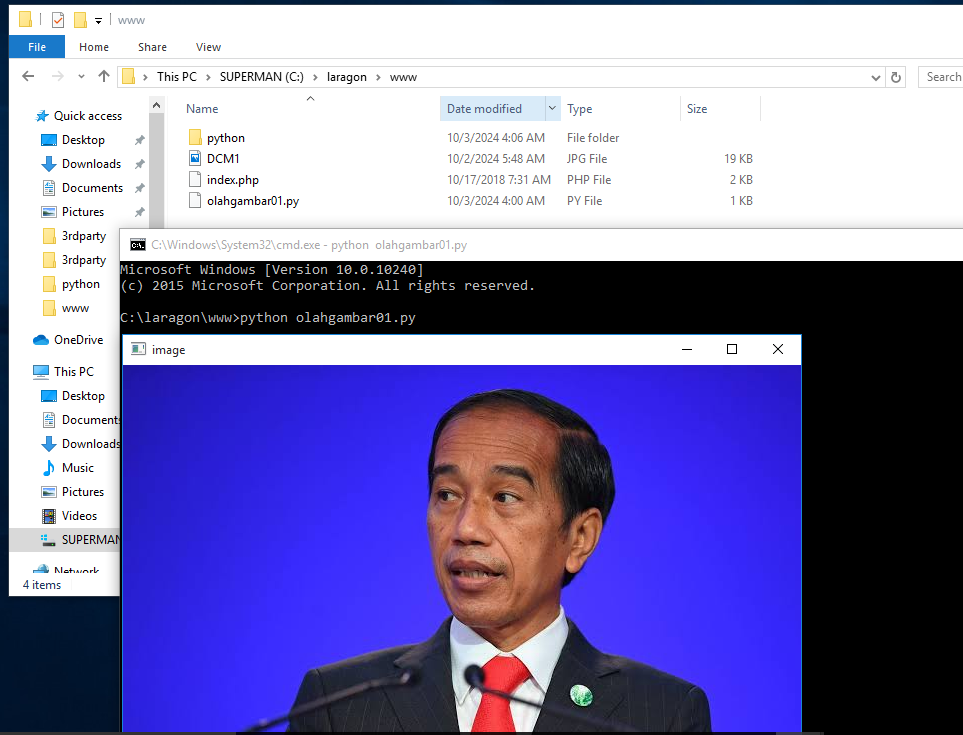 www
File Home Share View
This PC SUPERMAN (C:) laragon www
Search
Name Date modified Type Size
python 10/3/2024 4:06 AM File folder
DCM1 10/2/2024 5:48 AM JPG File 19 KB
index.php 10/17/2018 7:31 AM PHP File 2 KB
olahgambar01.py 10/3/2024 4:00 AM PY File 1 KB
Quick access
Desktop
Downloads
Documents
Pictures
3rdparty
3rdparty
python
www
OneDrive
This PC
Desktop
Documents
Downloads
Music
Pictures
Videos
SUPERMAN
Network
4 items
C:\Windows\System32\cmd.exe - python olahgambar01.py
Microsoft Windows [Version 10.0.10240]
(c) 2015 Microsoft Corporation. All rights reserved.
C:\laragon\www>python olahgambar01.py
image